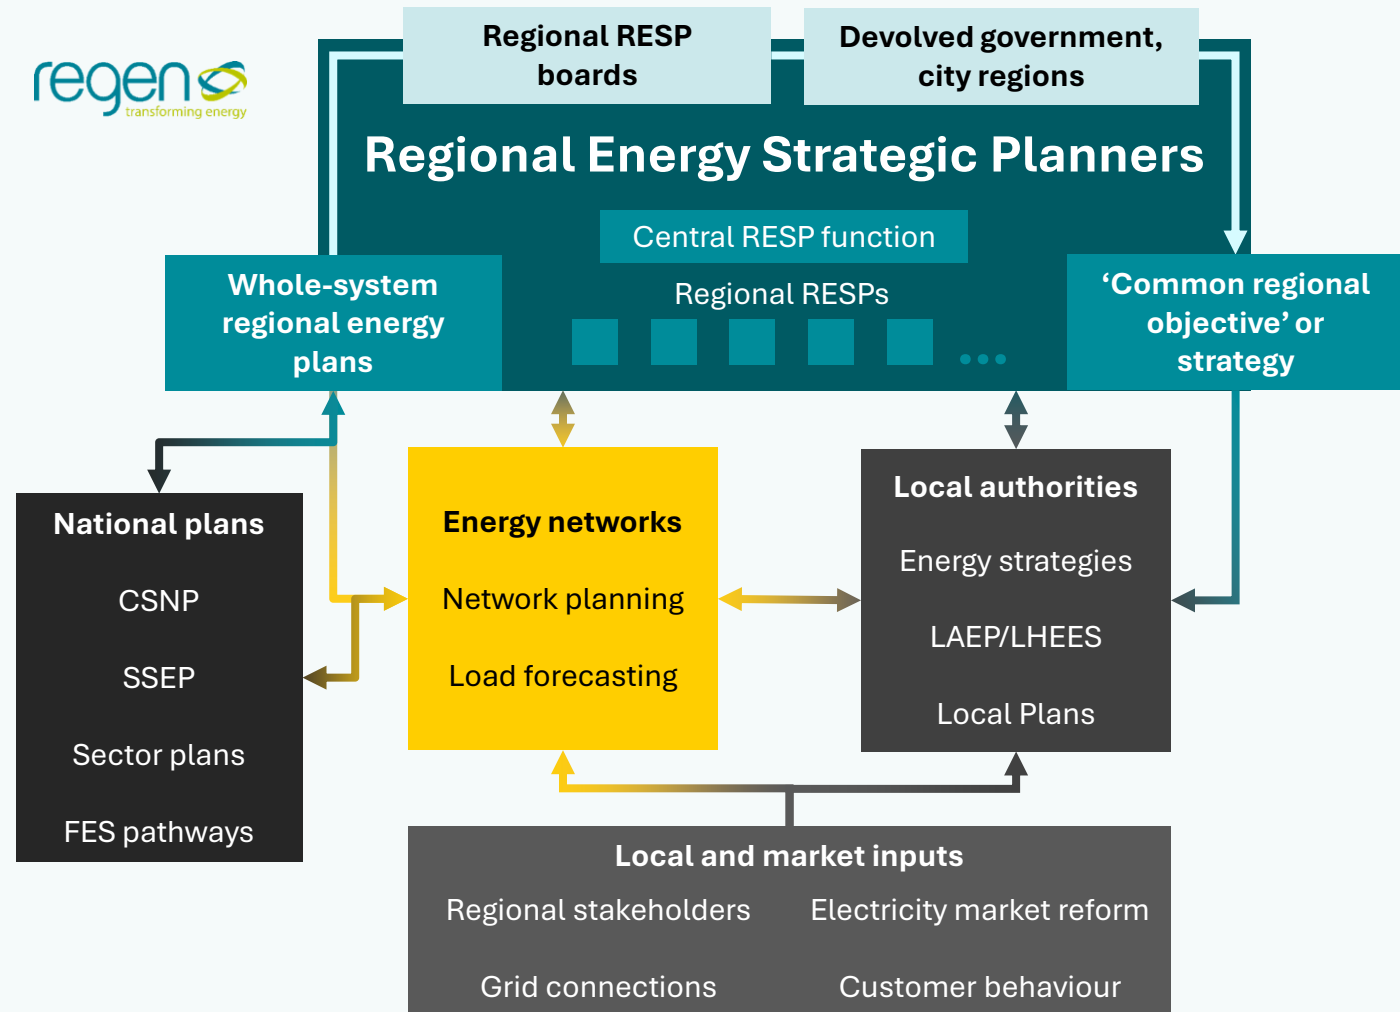 regen
transforming energy
Regional RESP
boards
Devolved government,
city regions
Regional Energy Strategic Planners
Central RESP function
Regional RESPs
...
Whole-system
regional energy
plans
‘Common regional
objective’ or
strategy
National plans
CSNP
SSEP
Sector plans
FES pathways
Energy networks
Network planning
Load forecasting
Local authorities
Energy strategies
LAEP/LHEES
Local Plans
Local and market inputs
Regional stakeholders
Electricity market reform
Grid connections
Customer behaviour